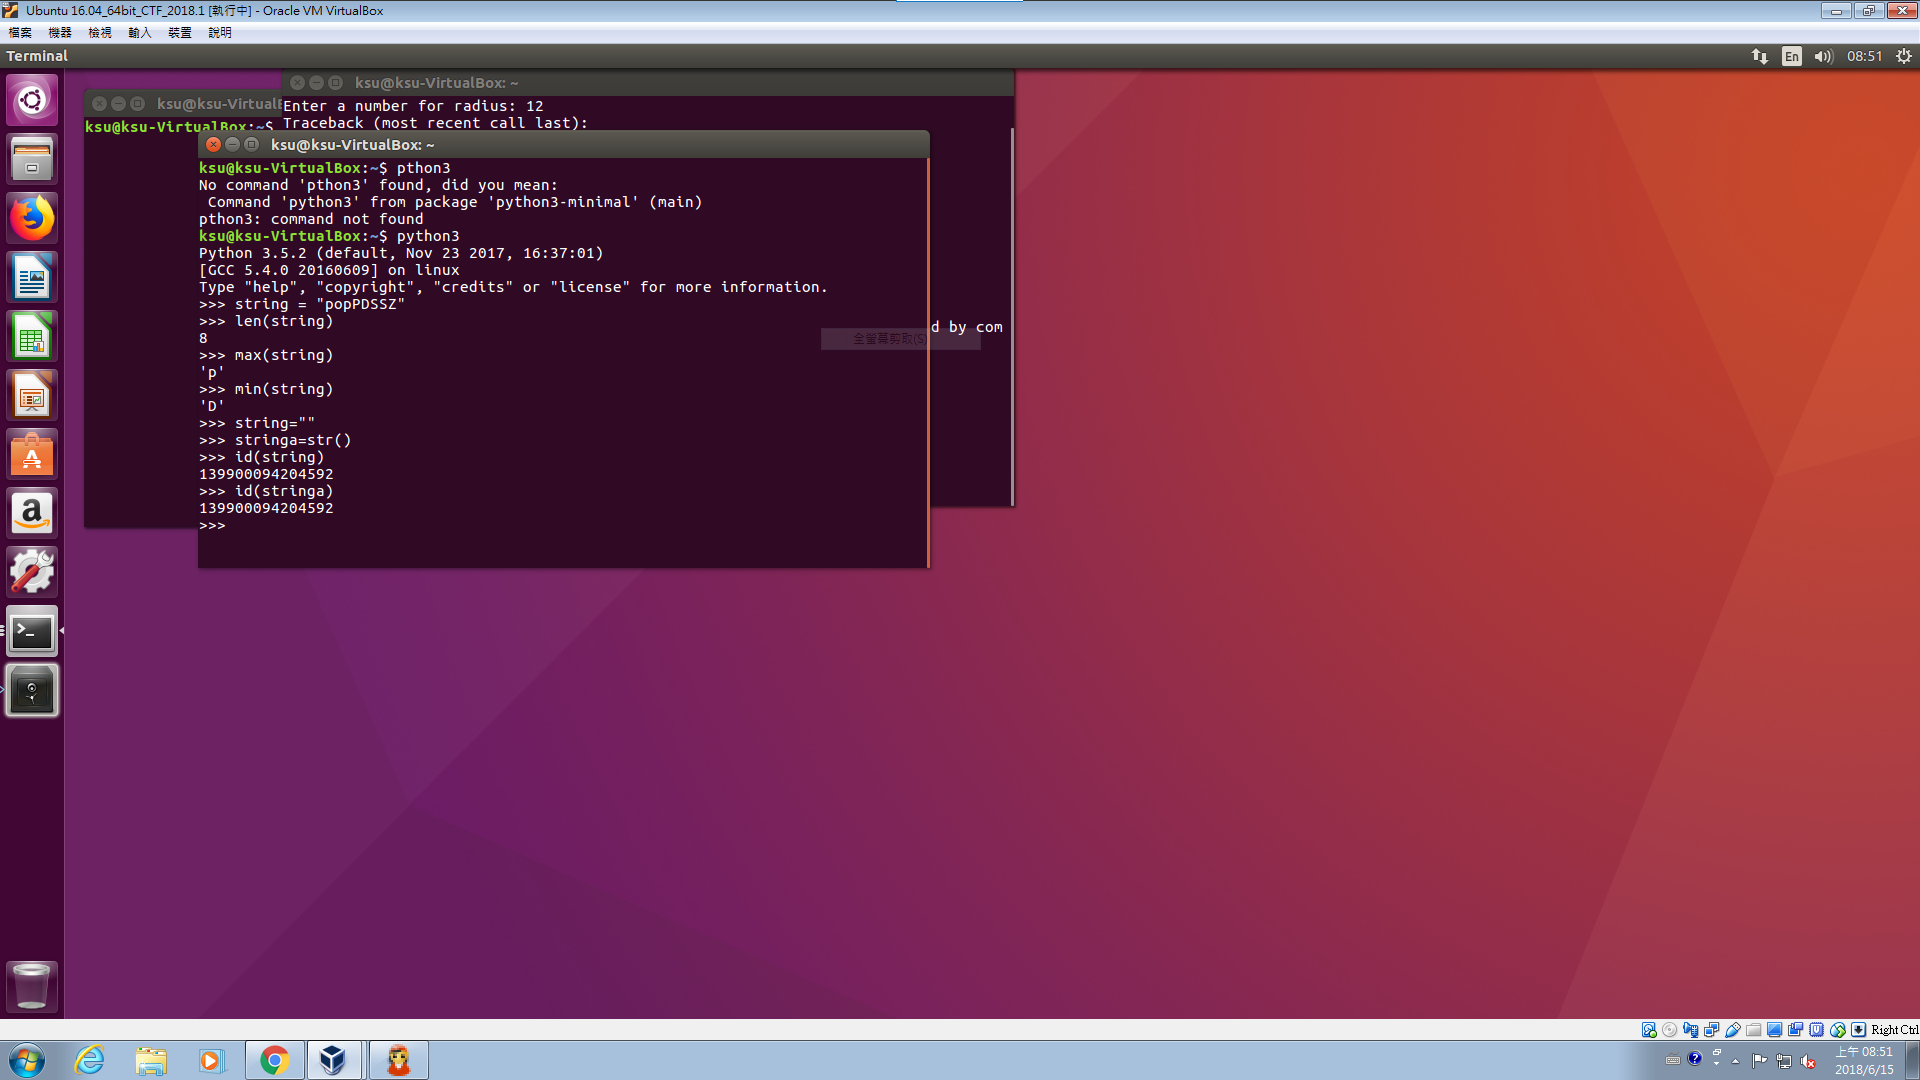 Ubuntu 16.04_64bit_CTF_2018.1 [執行中] - Oracle VM VirtualBox
檔案 機器 檢視 輸入 裝置 說明
Terminal
En
08:51
ksu@ksu-VirtualBox: ~
ksu@ksu-Virtual
Enter a number for radius: 12
Traceback (most recent call last):
ksu@ksu-VirtualBox:~$
ksu@ksu-VirtualBox: ~
ksu@ksu-VirtualBox:~$ pthon3
No command 'pthon3' found, did you mean:
 Command 'python3' from package 'python3-minimal' (main)
pthon3: command not found
ksu@ksu-VirtualBox:~$ python3
Python 3.5.2 (default, Nov 23 2017, 16:37:01)
[GCC 5.4.0 20160609] on linux
Type "help", "copyright", "credits" or "license" for more information.
>>> string = "popPDSSZ"
>>> len(string)
8
>>> max(string)
'p'
>>> min(string)
'D'
>>> string=""
>>> stringa=str()
>>> id(string)
139900094204592
>>> id(stringa)
139900094204592
>>>
d by com
全螢幕剪取(S)
Right Ctrl
上午 08:51
2018/6/15